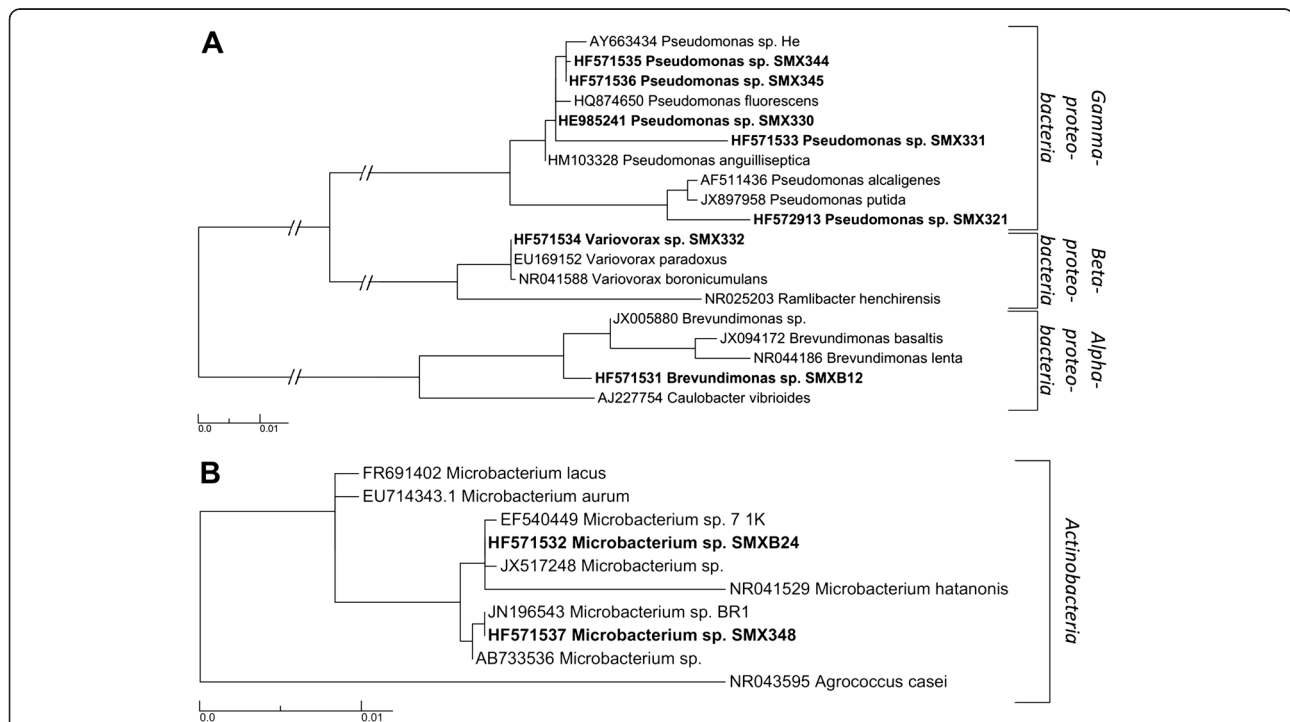 A
AY663434 Pseudomonas sp. He
HF571535 Pseudomonas sp. SMX344
HF571536 Pseudomonas sp. SMX345
HQ874650 Pseudomonas fluorescens
HE985241 Pseudomonas sp. SMX330
HF571533 Pseudomonas sp. SMX331
HM103328 Pseudomonas anguilliseptica
AF511436 Pseudomonas alcaligenes
JX897958 Pseudomonas putida
HF572913 Pseudomonas sp. SMX321
Gamma-
proteo-
bacteria
HF571534 Variovorax sp. SMX332
EU169152 Variovorax paradoxus
NR041588 Variovorax boronicumulans
NR025203 Ramlibacter henchirensis
Beta-
proteo-
bacteria
JX005880 Brevundimonas sp.
JX094172 Brevundimonas basaltis
NR044186 Brevundimonas lenta
HF571531 Brevundimonas sp. SMXB12
AJ227754 Caulobacter vibrioides
Alpha-
proteo-
bacteria
0.0 0.01
B
FR691402 Microbacterium lacus
EU714343.1 Microbacterium aurum
EF540449 Microbacterium sp. 7 1K
HF571532 Microbacterium sp. SMXB24
JX517248 Microbacterium sp.
NR041529 Microbacterium hatanonis
JN196543 Microbacterium sp. BR1
HF571537 Microbacterium sp. SMX348
AB733536 Microbacterium sp.
NR043595 Agrococcus casei
Actinobacteria
0.0 0.01